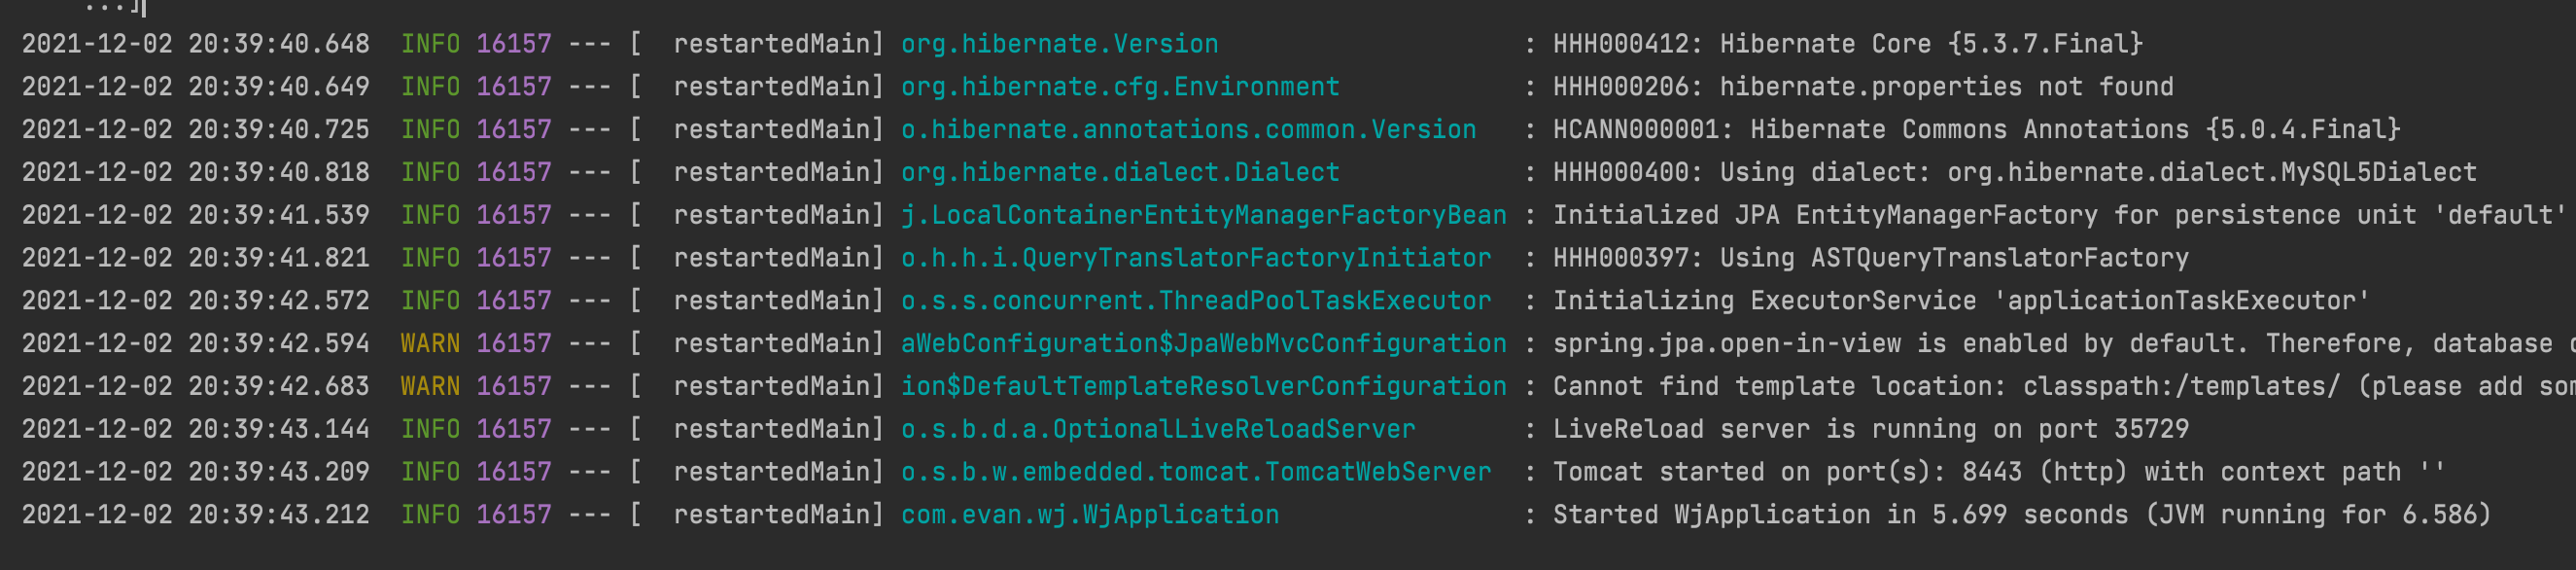 ...]
2021-12-02 20:39:40.648  INFO 16157 --- [  restartedMain] org.hibernate.Version                    : HHH000412: Hibernate Core {5.3.7.Final}
2021-12-02 20:39:40.649  INFO 16157 --- [  restartedMain] org.hibernate.cfg.Environment            : HHH000206: hibernate.properties not found
2021-12-02 20:39:40.725  INFO 16157 --- [  restartedMain] o.hibernate.annotations.common.Version   : HCANN000001: Hibernate Commons Annotations {5.0.4.Final}
2021-12-02 20:39:40.818  INFO 16157 --- [  restartedMain] org.hibernate.dialect.Dialect            : HHH000400: Using dialect: org.hibernate.dialect.MySQL5Dialect
2021-12-02 20:39:41.539  INFO 16157 --- [  restartedMain] j.LocalContainerEntityManagerFactoryBean : Initialized JPA EntityManagerFactory for persistence unit 'default'
2021-12-02 20:39:41.821  INFO 16157 --- [  restartedMain] o.h.h.i.QueryTranslatorFactoryInitiator  : HHH000397: Using ASTQueryTranslatorFactory
2021-12-02 20:39:42.572  INFO 16157 --- [  restartedMain] o.s.s.concurrent.ThreadPoolTaskExecutor  : Initializing ExecutorService 'applicationTaskExecutor'
2021-12-02 20:39:42.594  WARN 16157 --- [  restartedMain] aWebConfiguration$JpaWebMvcConfiguration : spring.jpa.open-in-view is enabled by default. Therefore, database
2021-12-02 20:39:42.683  WARN 16157 --- [  restartedMain] ion$DefaultTemplateResolverConfiguration : Cannot find template location: classpath:/templates/ (please add
2021-12-02 20:39:43.144  INFO 16157 --- [  restartedMain] o.s.b.d.a.OptionalLiveReloadServer       : LiveReload server is running on port 35729
2021-12-02 20:39:43.209  INFO 16157 --- [  restartedMain] o.s.b.w.embedded.tomcat.TomcatWebServer  : Tomcat started on port(s): 8443 (http) with context path ''
2021-12-02 20:39:43.212  INFO 16157 --- [  restartedMain] com.evan.wj.WjApplication                : Started WjApplication in 5.699 seconds (JVM running for 6.586)